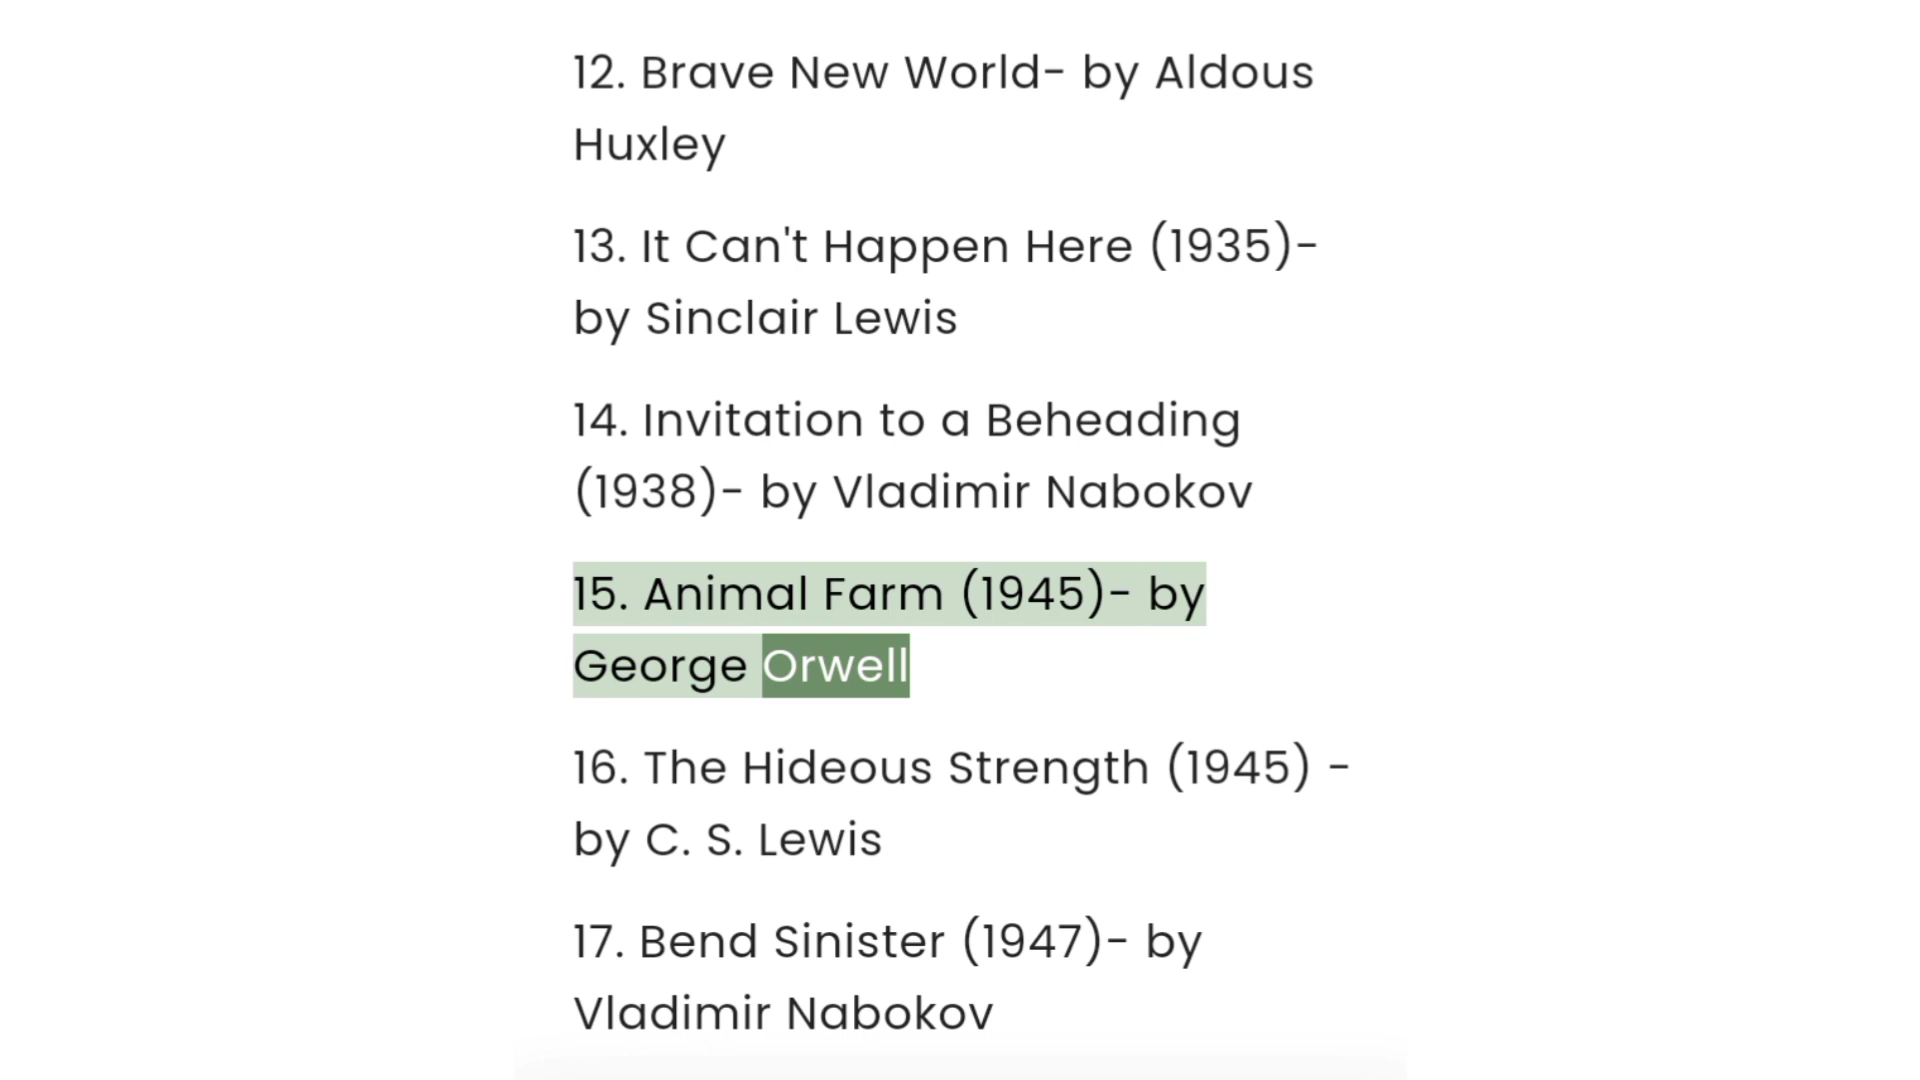 12. Brave New World- by Aldous
Huxley
13. It Can't Happen Here (1935)-
by Sinclair Lewis
14. Invitation to a Beheading
(1938)- by Vladimir Nabokov
15. Animal Farm (1945)- by
George Orwell
16. The Hideous Strength (1945) -
by C. S. Lewis
17. Bend Sinister (1947)- by
Vladimir Nabokov